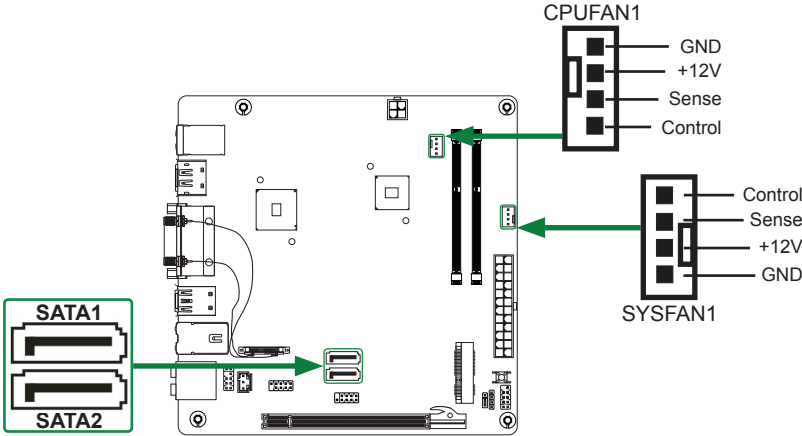 CPUFAN1
GND
+12V
Sense
Control
Control
Sense
+12V
GND
SYSFAN1
SATA1
SATA2